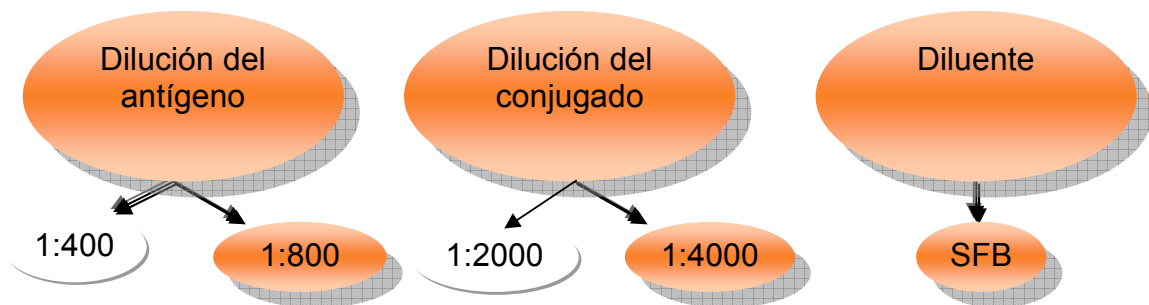 Dilución del
antígeno
Dilución del
conjugado
Diluente
1:400
1:800
1:2000
1:4000
SFB